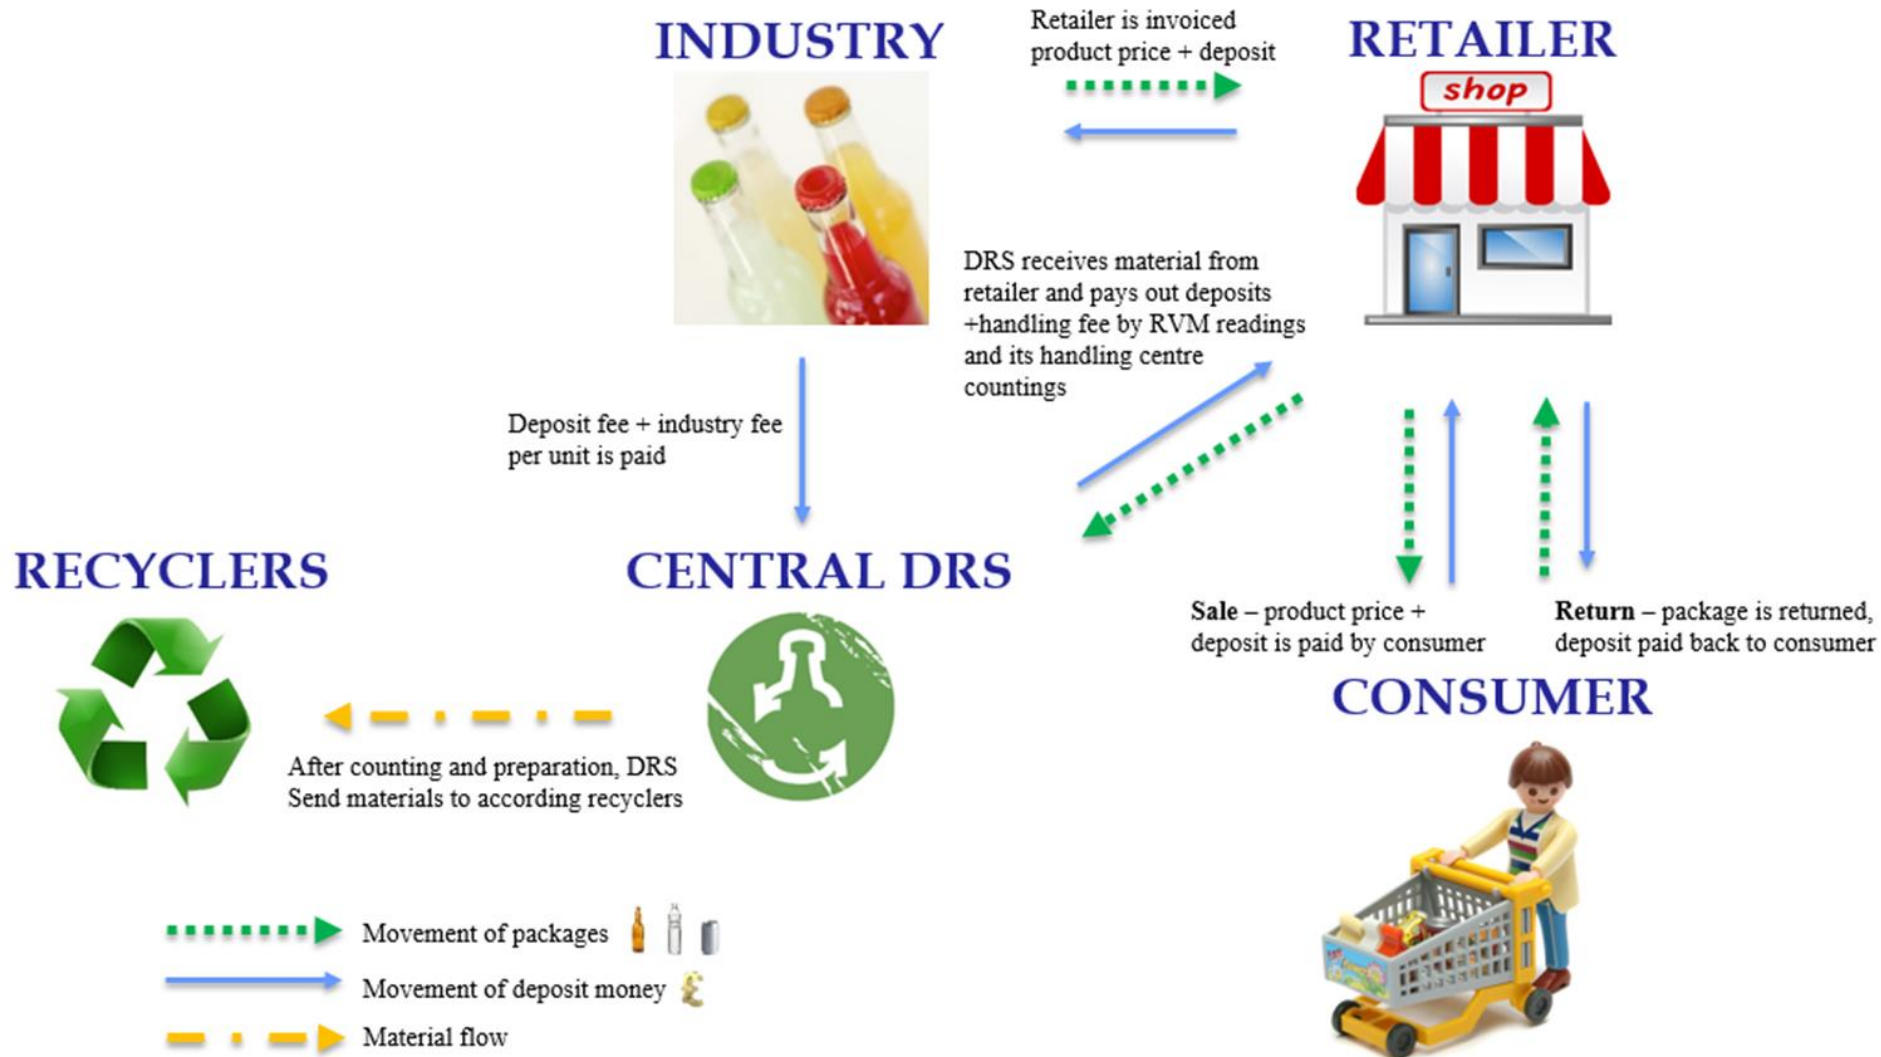 INDUSTRY
Retailer is invoiced
product price + deposit
RETAILER
shop
DRS receives material from
retailer and pays out deposits
+handling fee by RVM readings
and its handling centre
countings
Deposit fee + industry fee
per unit is paid
RECYCLERS
CENTRAL DRS
Sale – product price +
deposit is paid by consumer
Return – package is returned,
deposit paid back to consumer
CONSUMER
After counting and preparation, DRS
Send materials to according recyclers
Movement of packages
Movement of deposit money £
Material flow